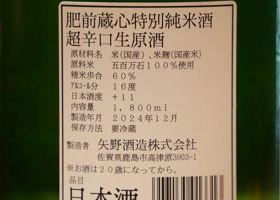 肥前蔵心特別純米酒
超辛口生原酒
原材料名 米(国産米)、米麹(国産米)
原料米 五百万石100%使用
精米歩合 60%
アルコール分 16度
日本酒度 +11
内容量 1,800ml
製造年月 2024年12月
保存方法 要冷蔵
製造者 矢野酒造株式会社
佐賀県鹿島市高津原3903-1
※お酒は20歳になってから。
品目
日本酒